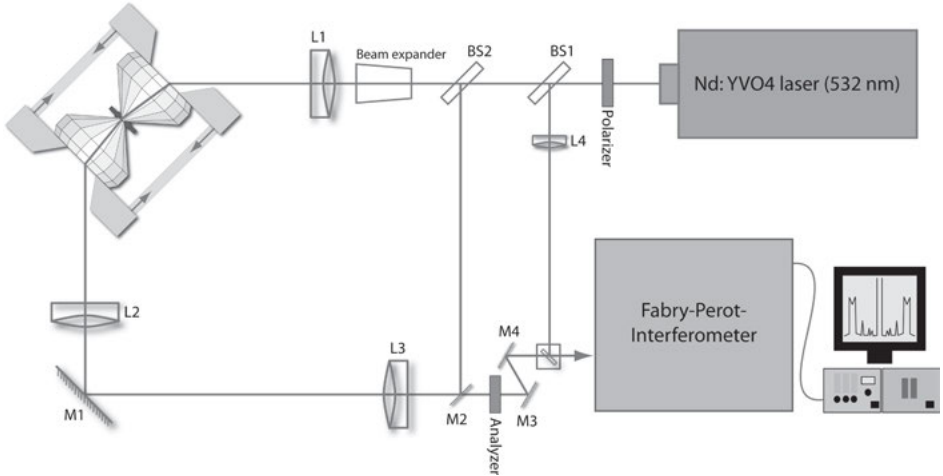 L1
Beam expander
BS2
BS1
Nd: YVO4 laser (532 nm)
Polarizer
L4
L2
Fabry-Perot-
Interferometer
M4
L3
M1
M2
M3
Analyzer